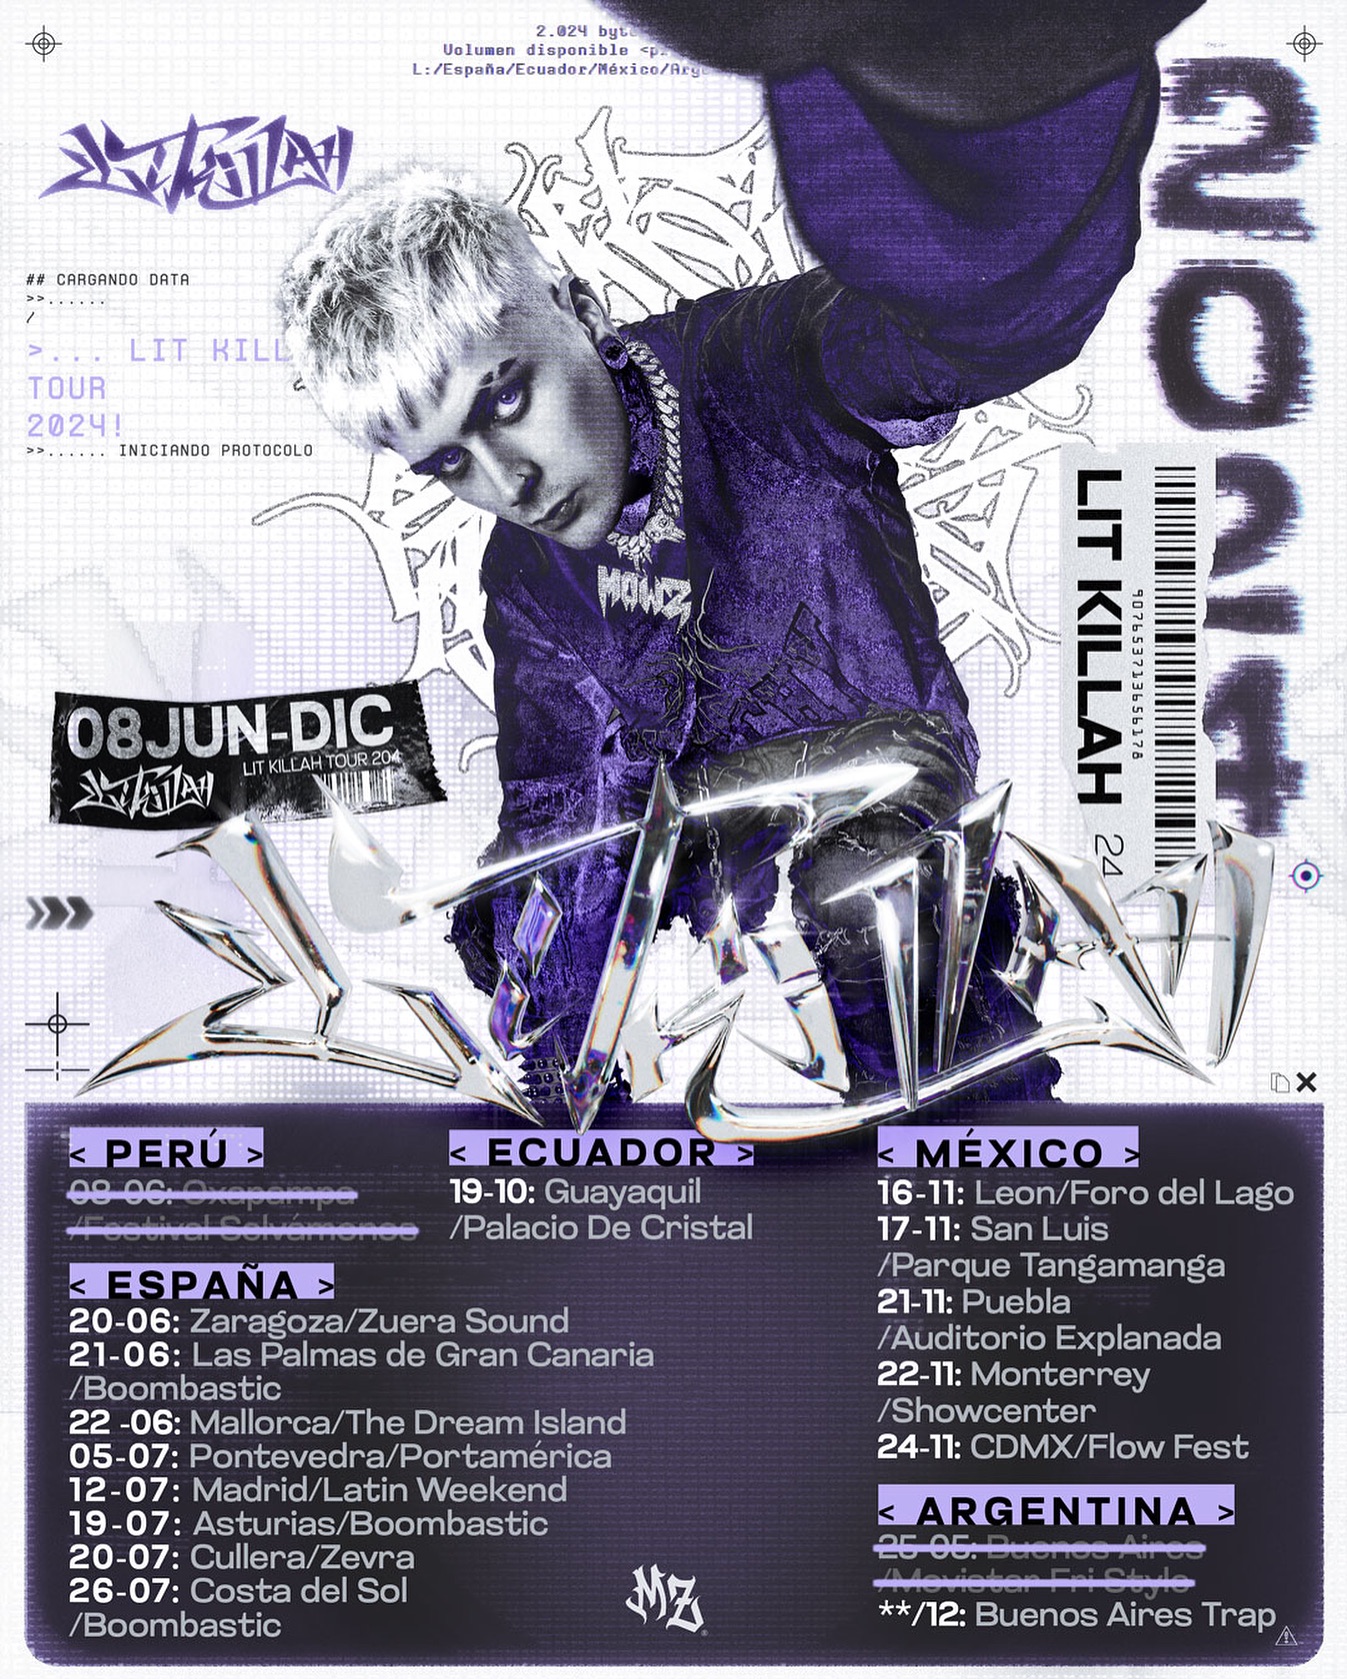 2.024 byt
Volumen disponible <p
L:/España/Ecuador/México/Arge
LiTkiLLAH
2024
## CARGANDO DATA
>>......
/
>... LIT KILL
TOUR
2024!
>>...... INICIANDO PROTOCOLO
LIT KILLAH 24
MOWZ
08JUN-DIC
LIT KILLAH TOUR 204
LiTkiLLAH
LiTkiLLAH
< PERÚ >
08-06: Oxapampa
/Festival Selvámonos
< ESPAÑA >
20-06: Zaragoza/Zuera Sound
21-06: Las Palmas de Gran Canaria
/Boombastic
22 -06: Mallorca/The Dream Island
05-07: Pontevedra/Portamérica
12-07: Madrid/Latin Weekend
19-07: Asturias/Boombastic
20-07: Cullera/Zevra
26-07: Costa del Sol
/Boombastic
< ECUADOR >
19-10: Guayaquil
/Palacio De Cristal
MZ
< MÉXICO >
16-11: Leon/Foro del Lago
17-11: San Luis
/Parque Tangamanga
21-11: Puebla
/Auditorio Explanada
22-11: Monterrey
/Showcenter
24-11: CDMX/Flow Fest
< ARGENTINA >
25-05: Buenos Aires
/Movistar Fri Style
**/12: Buenos Aires Trap